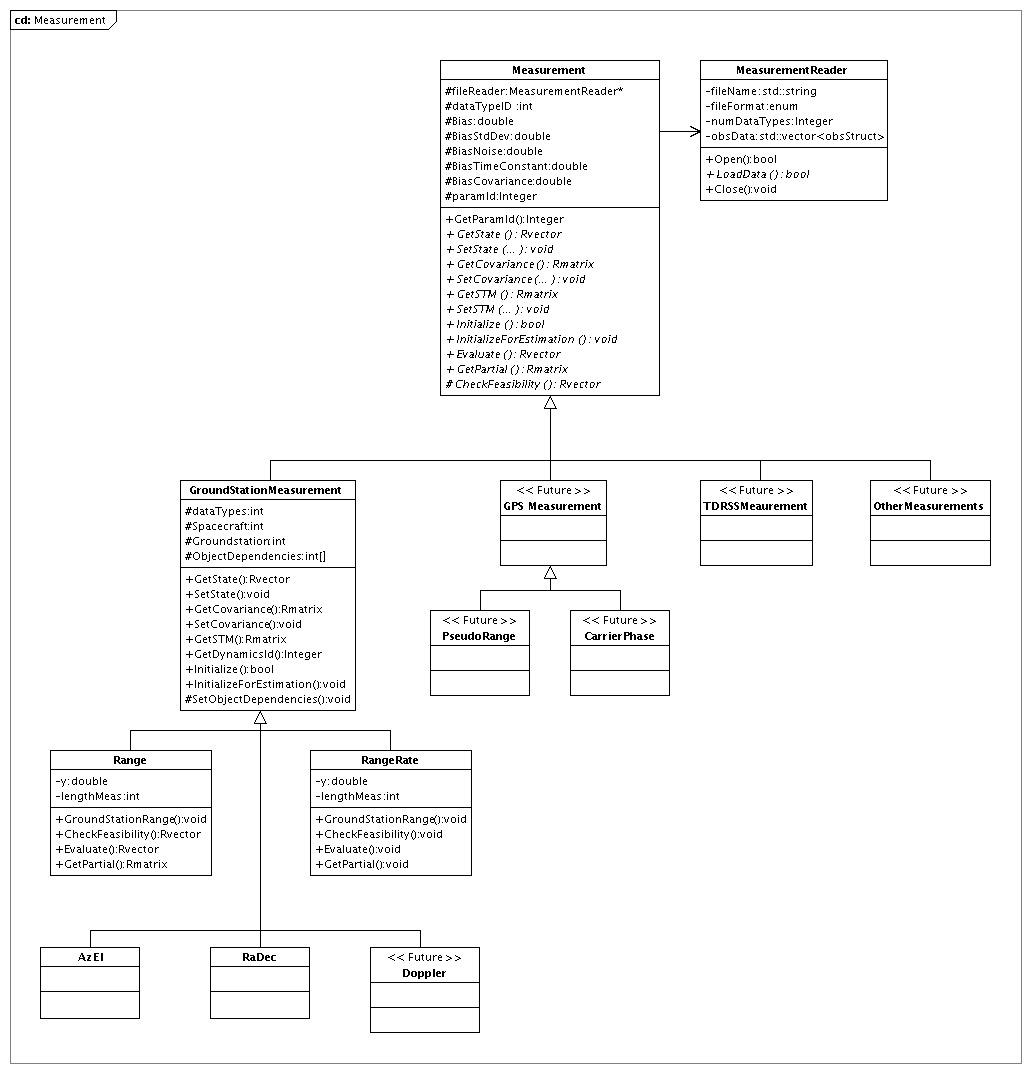 cd: Measurement
Measurement
#fileReader:MeasurementReader*
#dataTypeID :int
#Bias:double
#BiasStdDev:double
#BiasNoise:double
#BiasTimeConstant:double
#BiasCovariance:double
#paramId:Integer
+GetParamId():Integer
+ GetState (): Rvector
+ SetState (... ): void
+ GetCovariance (): Rmatrix
+ SetCovariance (... ): void
+ GetSTM (): Rmatrix
+ SetSTM (... ): void
+ Initialize (): bool
+ InitializeForEstimation (): void
+ Evaluate (): Rvector
+ GetPartial (): Rmatrix
# CheckFeasibility (): Rvector
MeasurementReader
-fileName:std::string
-fileFormat:enum
-numDataTypes:Integer
-obsData:std::vector<obsStruct>
+Open():bool
+ LoadData (): bool
+Close():void
GroundStationMeasurement
#dataTypes:int
#Spacecraft:int
#Groundstation:int
#ObjectDependencies:int[]
+GetState():Rvector
+SetState():void
+GetCovariance():Rmatrix
+SetCovariance():void
+GetSTM():Rmatrix
+GetDynamicsId():Integer
+Initialize():bool
+InitializeForEstimation():void
#SetObjectDependencies():void
<< Future >>
GPS Measurement
<< Future >>
TDRSSMeaurement
<< Future >>
OtherMeasurements
<< Future >>
PseudoRange
<< Future >>
CarrierPhase
Range
-y:double
-lengthMeas:int
+GroundStationRange():void
+CheckFeasibility():Rvector
+Evaluate():Rvector
+GetPartial():Rmatrix
RangeRate
-y:double
-lengthMeas:int
+GroundStationRange():void
+CheckFeasibility():void
+Evaluate():void
+GetPartial():void
AzEl
RaDec
<< Future >>
Doppler